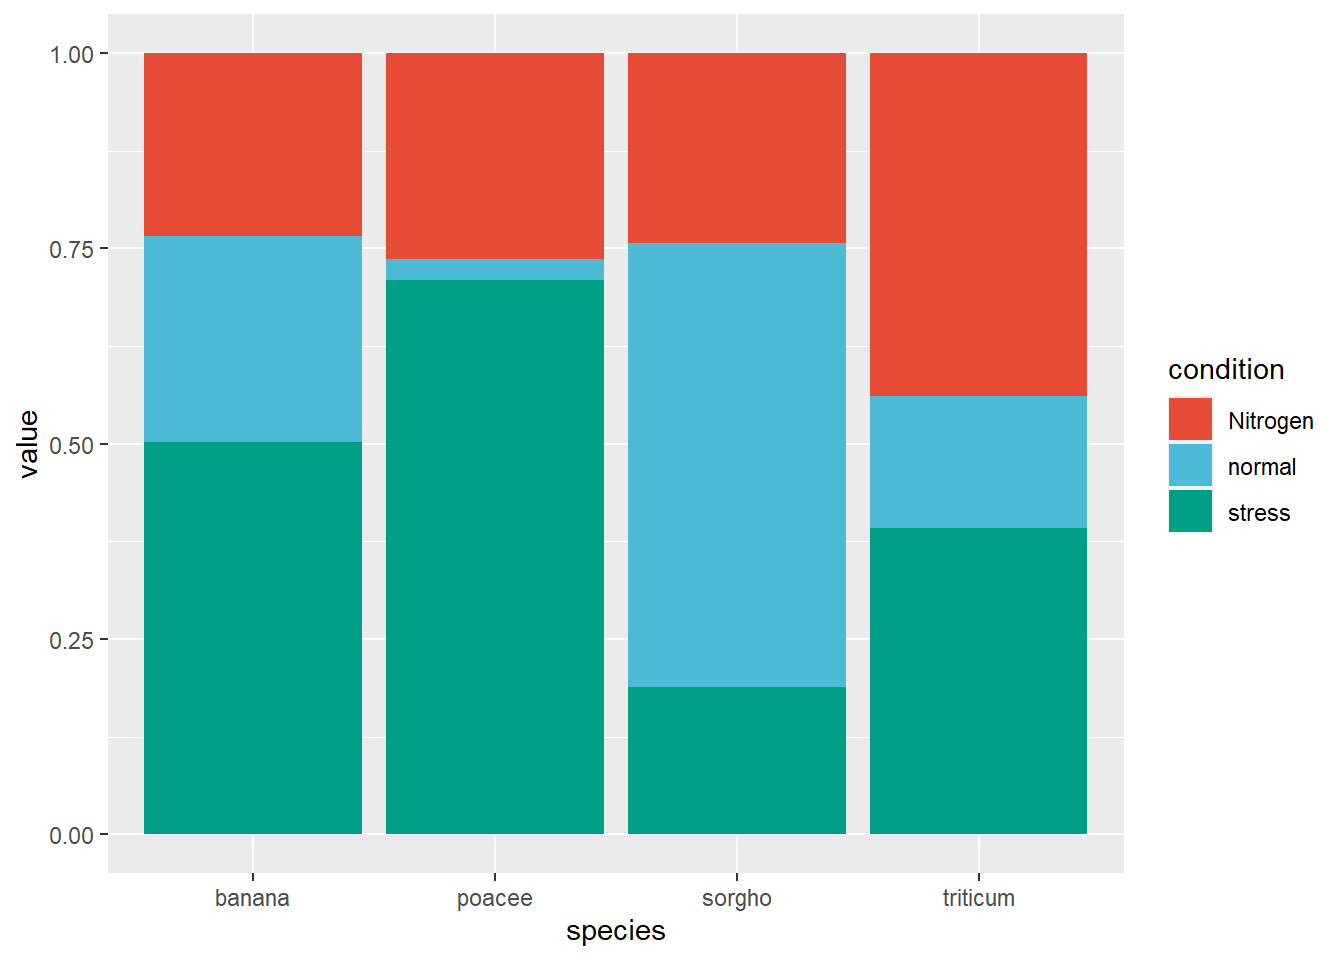 1.00
0.75
0.50
0.25
0.00
value
banana poacee sorgho triticum
species
condition
Nitrogen
normal
stress